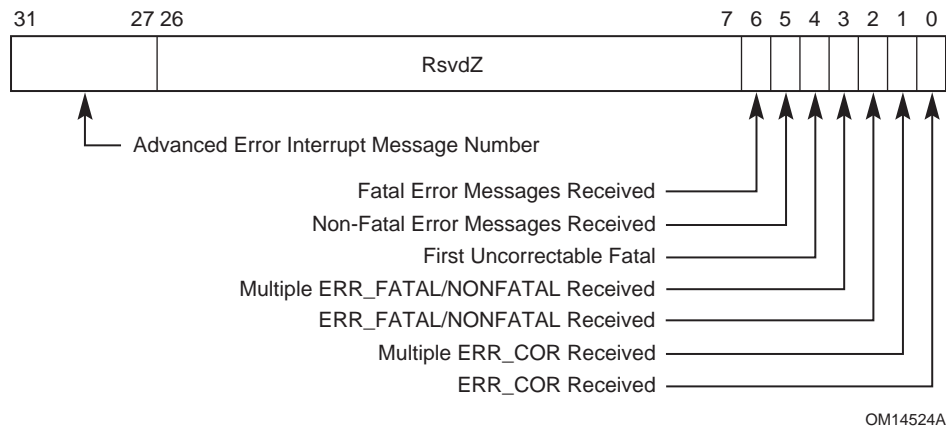 31 27 26 7 6 5 4 3 2 1 0
RsvdZ
Advanced Error Interrupt Message Number
Fatal Error Messages Received
Non-Fatal Error Messages Received
First Uncorrectable Fatal
Multiple ERR_FATAL/NONFATAL Received
ERR_FATAL/NONFATAL Received
Multiple ERR_COR Received
ERR_COR Received
OM14524A